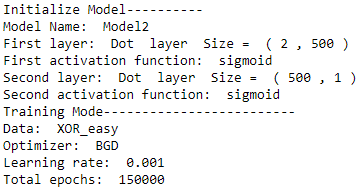 Initialize Model----------
Model Name:  Model2
First layer:  Dot  layer  Size =  ( 2 , 500 )
First activation function:  sigmoid
Second layer:  Dot  layer  Size =  ( 500 , 1 )
Second activation function:  sigmoid
Training Mode-------------------------
Data:  XOR_easy
Optimizer:  BGD
Learning rate:  0.001
Total epochs:  150000